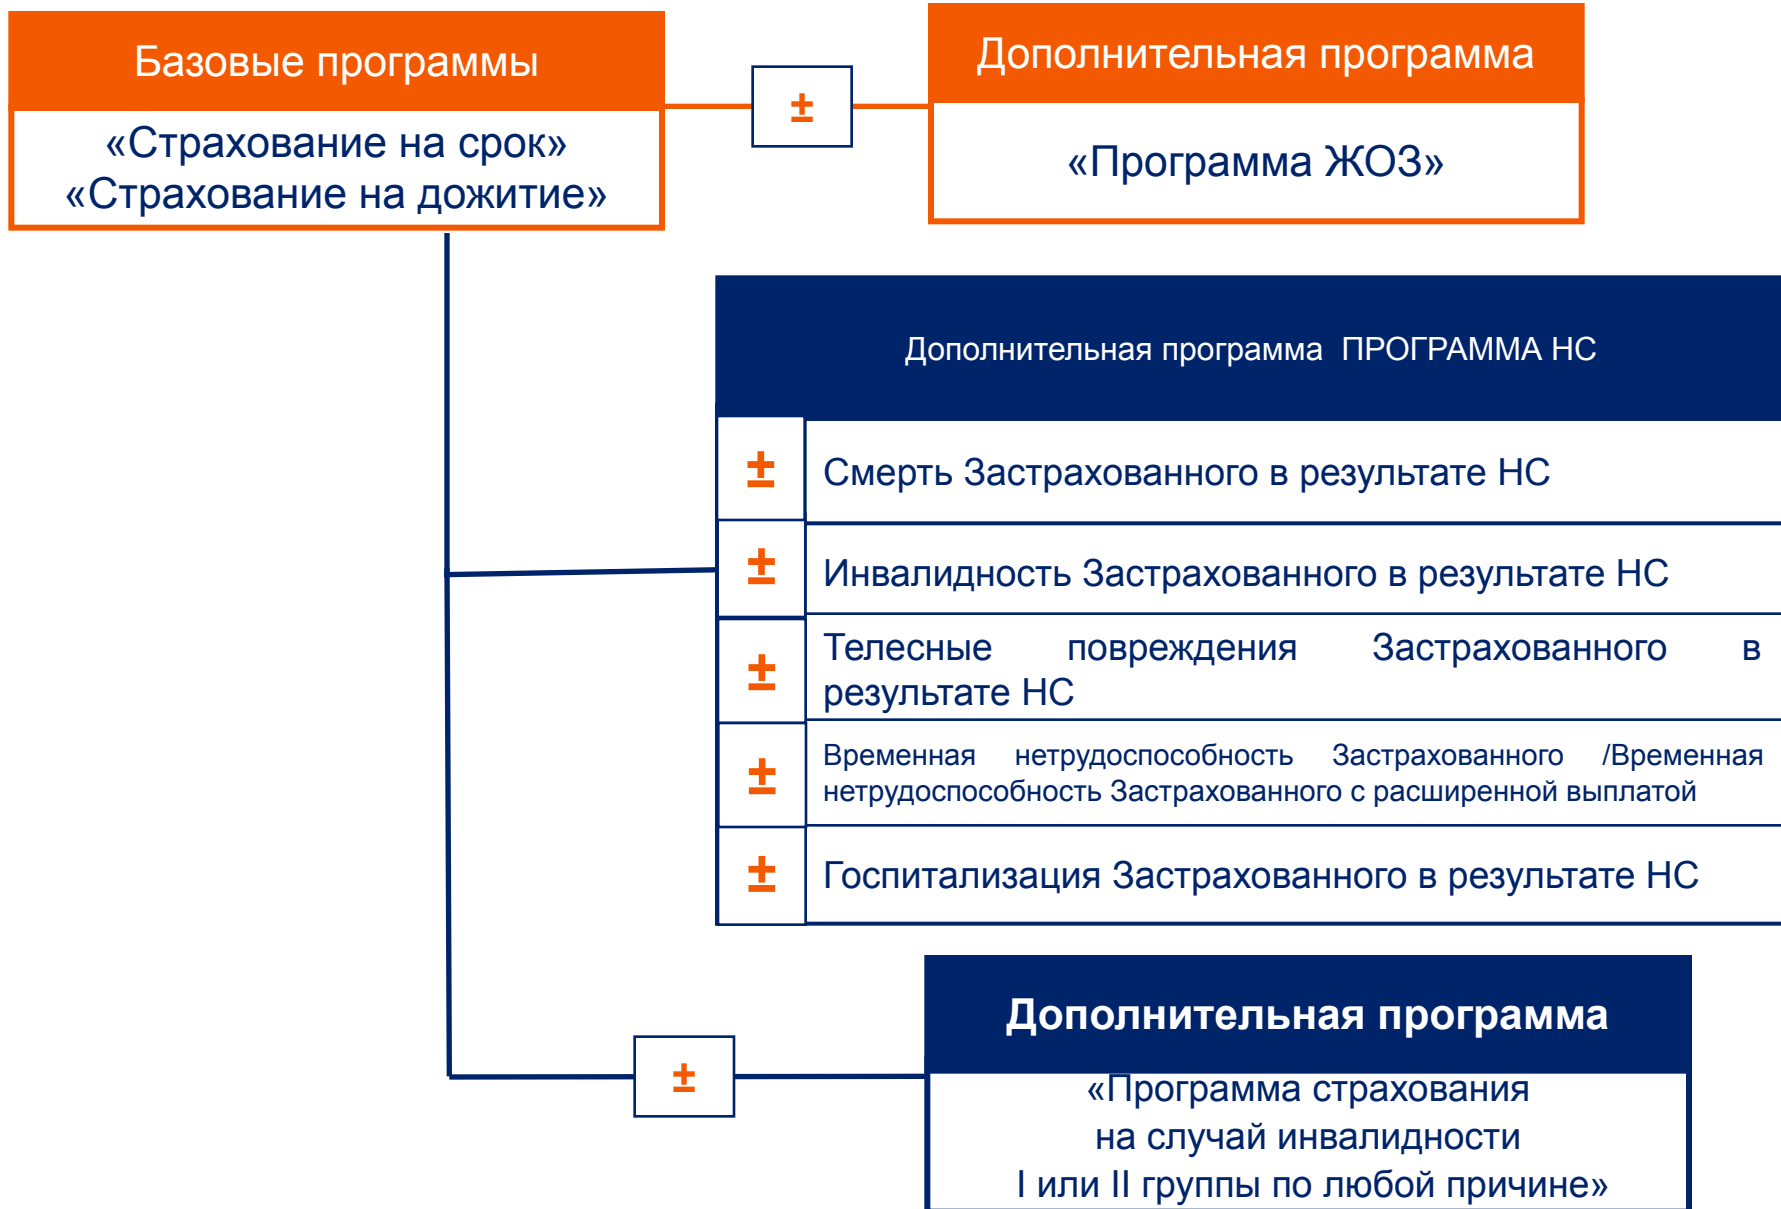 Базовые программы
«Страхование на срок»
«Страхование на дожитие»
±
Дополнительная программа
«Программа ЖОЗ»
Дополнительная программа ПРОГРАММА НС
± Смерть Застрахованного в результате НС
± Инвалидность Застрахованного в результате НС
± Телесные повреждения Застрахованного в
результате НС
± Временная нетрудоспособность Застрахованного /Временная
нетрудоспособность Застрахованного с расширенной выплатой
± Госпитализация Застрахованного в результате НС
±
Дополнительная программа
«Программа страхования
на случай инвалидности
I или II группы по любой причине»